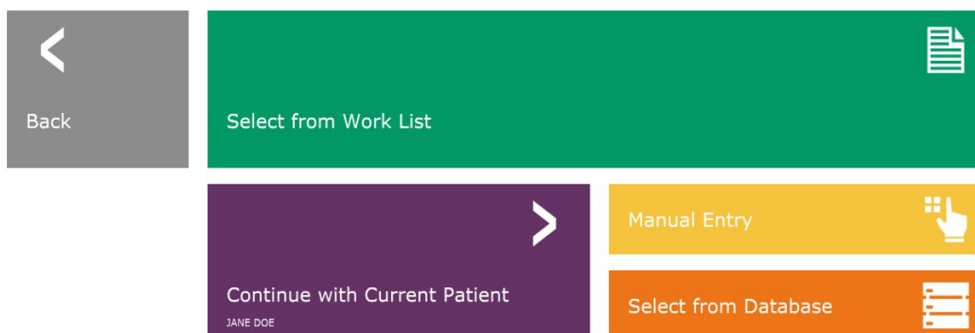 Back
Select from Work List
Manual Entry
Continue with Current Patient
JANE DOE
Select from Database